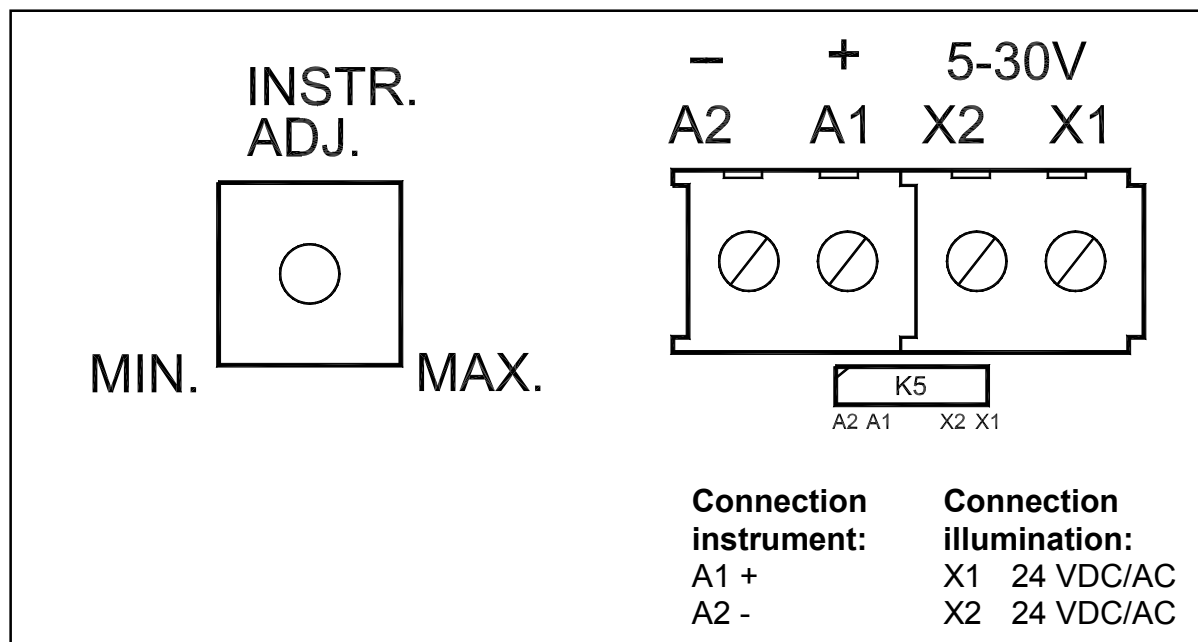 INSTR.
ADJ.
MIN. MAX.
– + 5-30V
A2 A1 X2 X1
K5
A2 A1 X2 X1
Connection
instrument:
A1 +
A2 -
Connection
illumination:
X1 24 VDC/AC
X2 24 VDC/AC